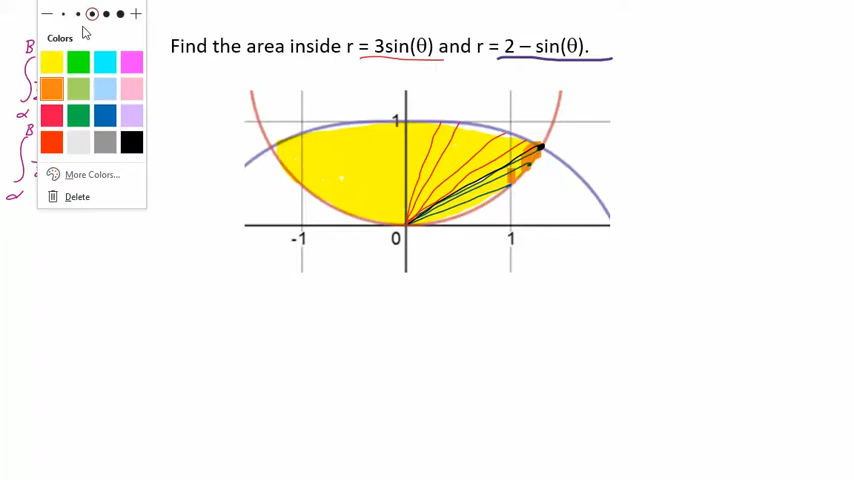 Colors
Find the area inside r = 3sin(θ) and r = 2 – sin(θ).
B
∫
α
B
∫
α
More Colors...
Delete
1
-1
0
1